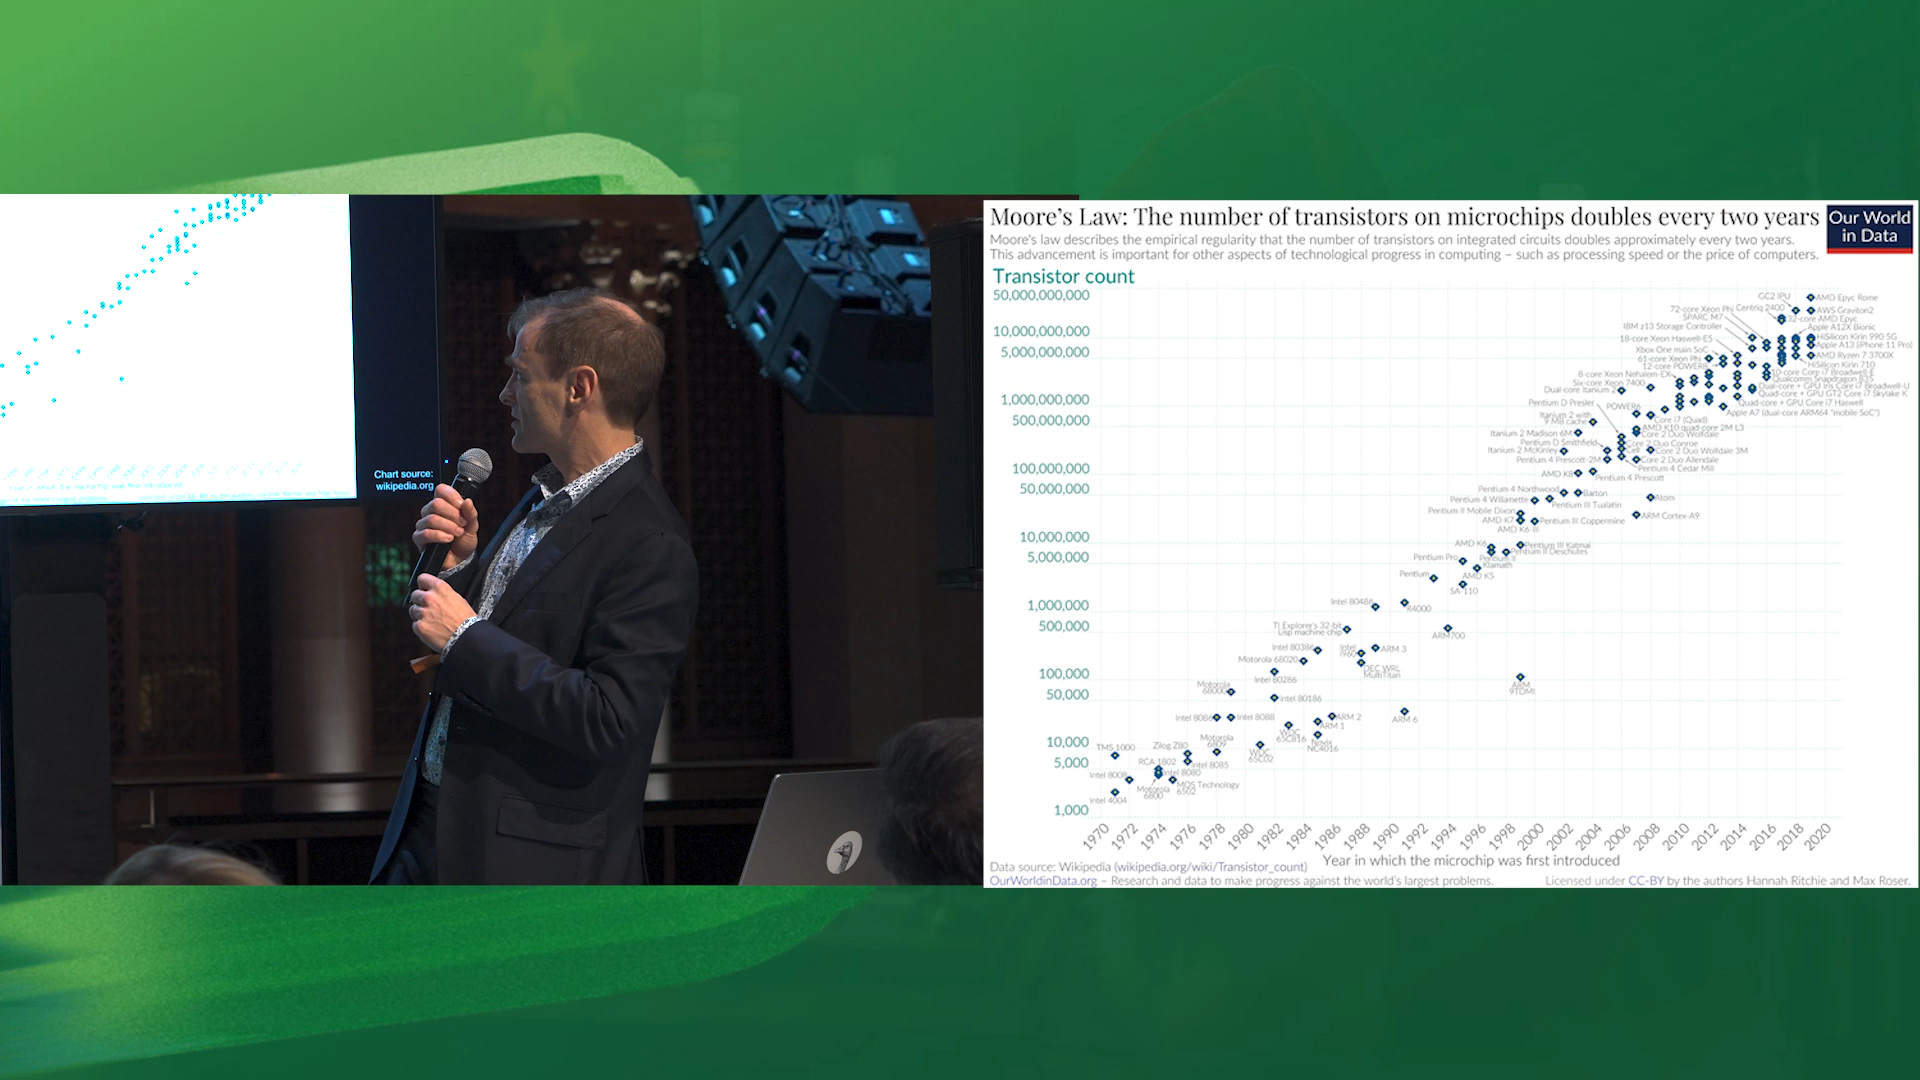 Chart source:
wikipedia.org
Moore's Law: The number of transistors on microchips doubles every two years
Our World
in Data
Moore's law describes the empirical regularity that the number of transistors on integrated circuits doubles approximately every two years.
This advancement is important for other aspects of technological progress in computing – such as processing speed or the price of computers.
Transistor count
50,000,000,000
10,000,000,000
5,000,000,000
1,000,000,000
500,000,000
100,000,000
50,000,000
10,000,000
5,000,000
1,000,000
500,000
100,000
50,000
10,000
5,000
1,000
GC2 IPU
AMD Epyc Rome
72-core Xeon Phi
Centriq 2400
AWS Graviton2
SPARC M7
32-core AMD Epyc
IBM z13 Storage Controller
Apple A12X Bionic
18-core Xeon Haswell-E5
HiSilicon Kirin 990 5G
Xbox One main SoC
Apple A13 (iPhone 11 Pro)
61-core Xeon Phi
AMD Ryzen 7 3700X
12-core POWER8
HiSilicon Kirin 710
8-core Xeon Nehalem-EX
10-core Core i7 Broadwell-E
Six-core Xeon 7400
Qualcomm Snapdragon 835
Dual-core Itanium 2
Dual-core + GPU Iris Core i7 Broadwell-U
Quad-core + GPU GT2 Core i7 Skylake K
Pentium D Presler
POWER6
Quad-core + GPU Core i7 Haswell
Itanium 2 with
9 MB cache
Apple A7 (dual-core ARM64 "mobile SoC")
Core i7 (Quad)
AMD K10 quad-core 2M L3
Itanium 2 Madison 6M
Core 2 Duo Wolfdale
Pentium D Smithfield
Core 2 Duo Conroe
Itanium 2 McKinley
Cell
Core 2 Duo Wolfdale 3M
Pentium 4 Prescott-2M
Core 2 Duo Allendale
Pentium 4 Cedar Mill
AMD K8
Pentium 4 Prescott
Pentium 4 Northwood
Barton
Atom
Pentium 4 Willamette
Pentium III Tualatin
Pentium II Mobile Dixon
ARM Cortex-A9
AMD K7
Pentium III Coppermine
AMD K6-III
AMD K6
Pentium III Katmai
Pentium II Deschutes
Pentium Pro
Pentium II
Klamath
Pentium
AMD K5
SA-110
Intel 80486
R4000
TI Explorer's 32-bit
Lisp machine chip
ARM700
Intel 80386
Intel
i960
ARM 3
Motorola 68020
DEC WRL
MultiTitan
Intel 80286
Motorola
68000
ARM
9TDMI
Intel 80186
Intel 8086
Intel 8088
ARM 2
ARM 1
ARM 6
WDC
65C816
Novix
NC4016
Motorola
6809
WDC
65C02
TMS 1000
Zilog Z80
RCA 1802
Intel 8085
Intel 8008
Intel 8080
Motorola
6800
MOS Technology
6502
Intel 4004
1970 1972 1974 1976 1978 1980 1982 1984 1986 1988 1990 1992 1994 1996 1998 2000 2002 2004 2006 2008 2010 2012 2014 2016 2018 2020
Year in which the microchip was first introduced
Data source: Wikipedia (wikipedia.org/wiki/Transistor_count)
OurWorldinData.org – Research and data to make progress against the world's largest problems.
Licensed under CC-BY by the authors Hannah Ritchie and Max Roser.